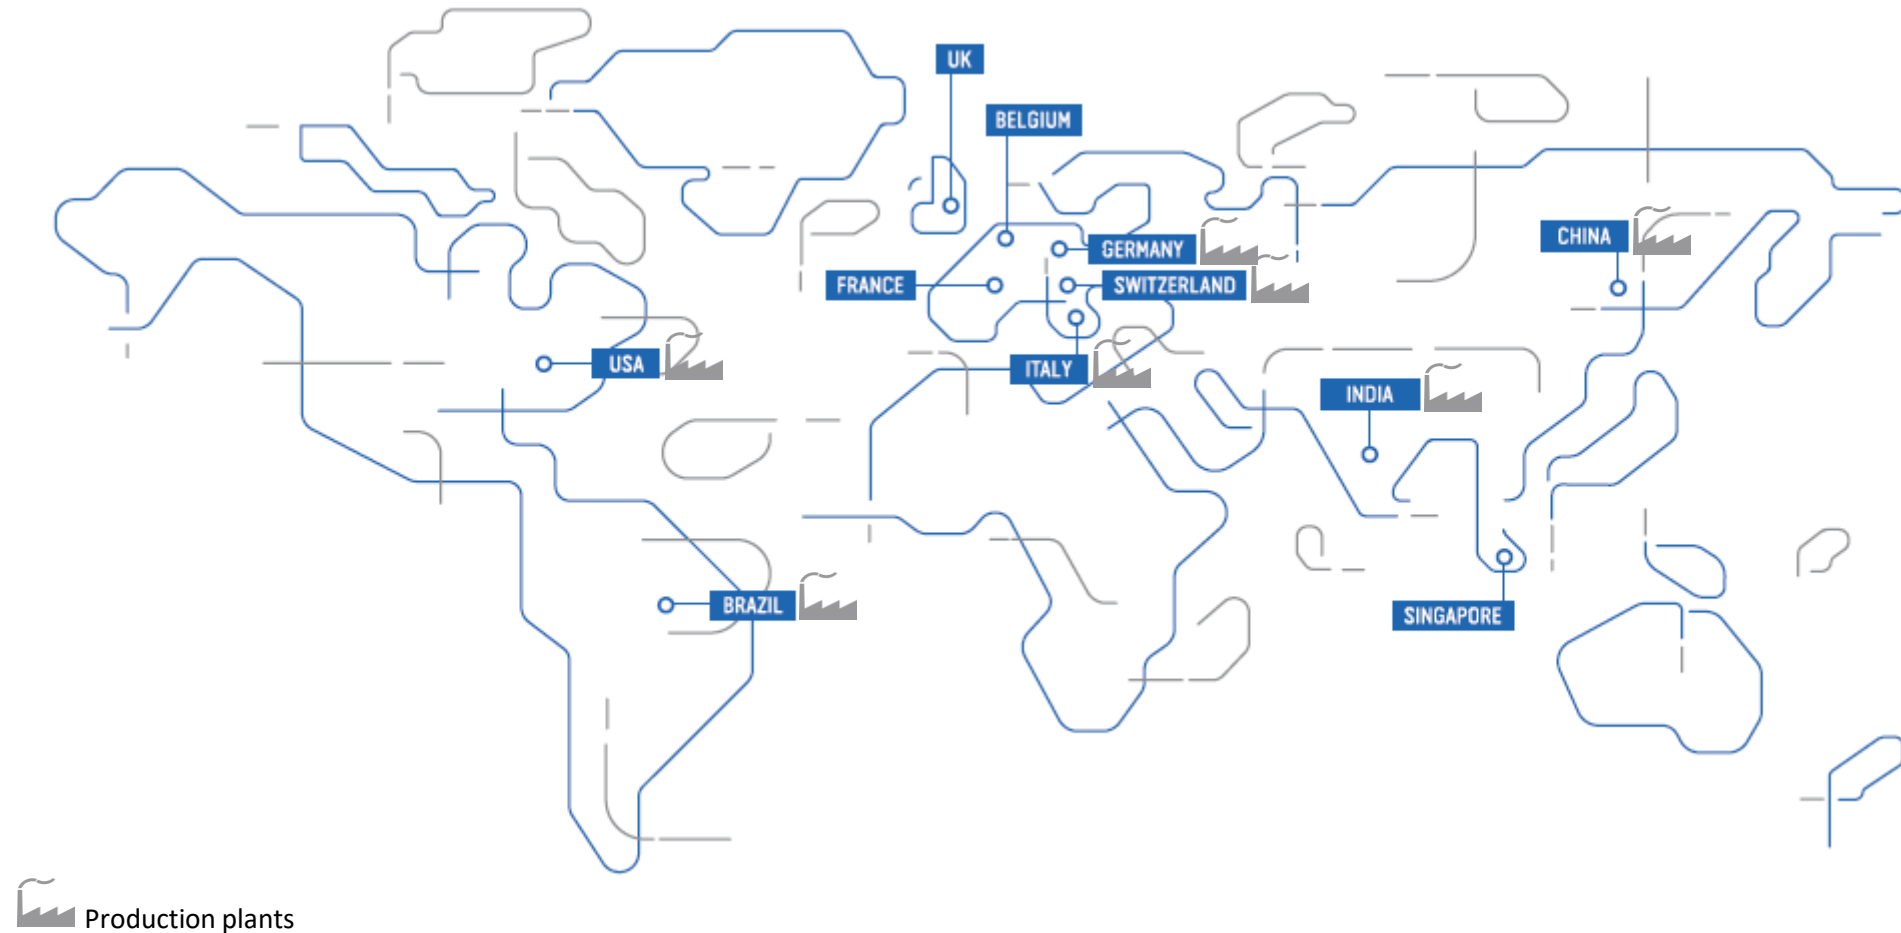 UK
BELGIUM
CHINA
GERMANY
FRANCE
SWITZERLAND
USA
ITALY
INDIA
BRAZIL
SINGAPORE
Production plants